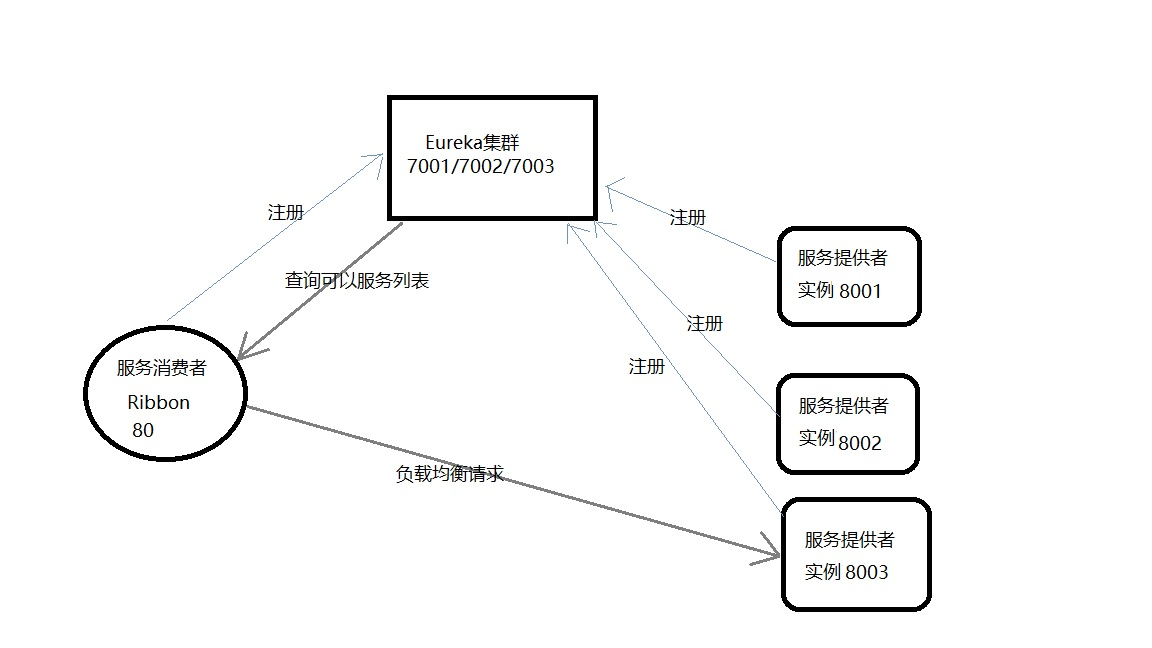 Eureka集群
7001/7002/7003
注册
注册
查询可以服务列表
服务提供者
实例 8001
注册
注册
服务消费者
Ribbon
80
服务提供者
实例 8002
负载均衡请求
服务提供者
实例 8003